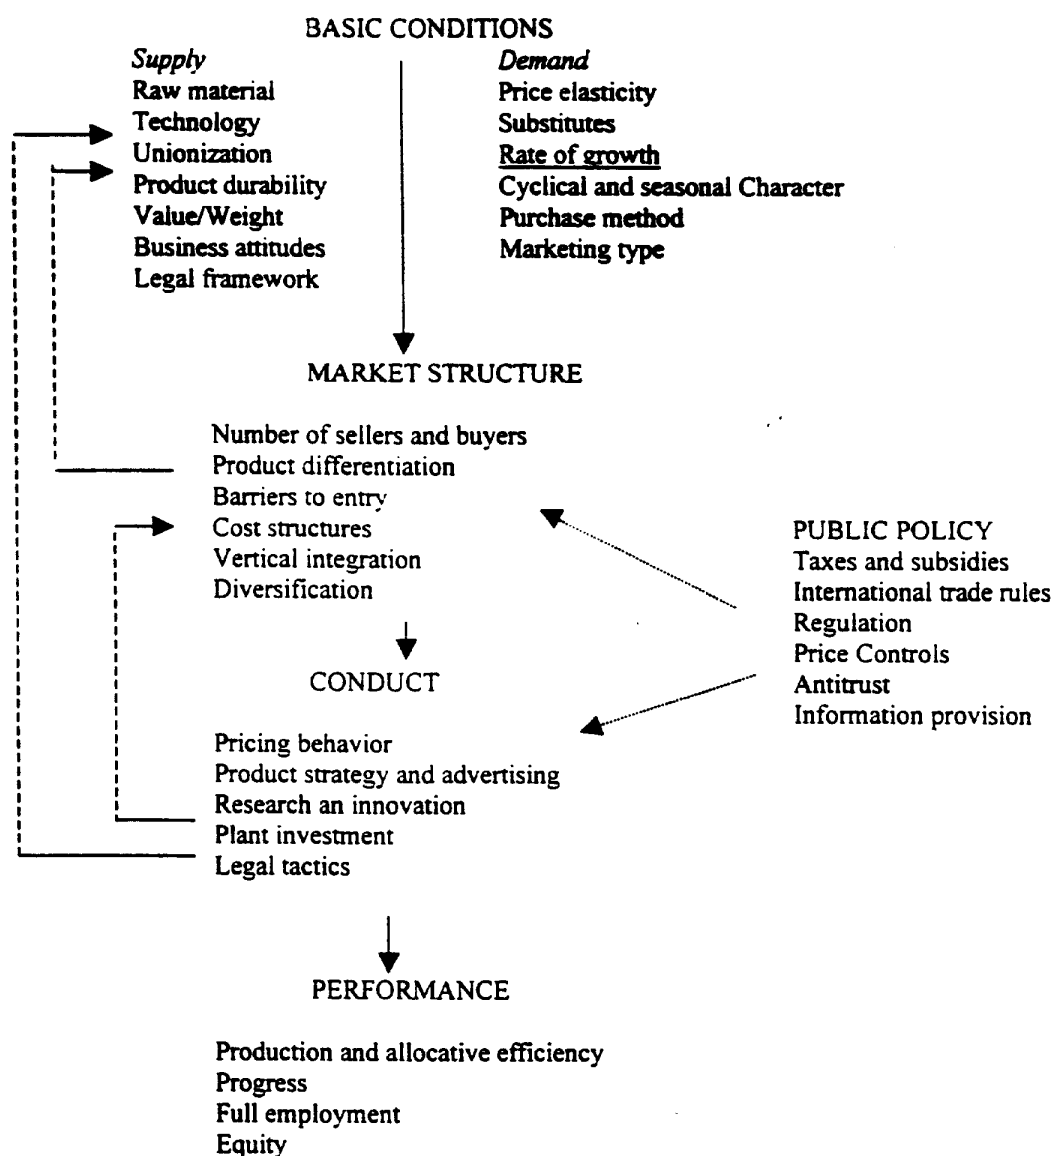 BASIC CONDITIONS
Supply
Raw material
Technology
Unionization
Product durability
Value/Weight
Business attitudes
Legal framework
Demand
Price elasticity
Substitutes
Rate of growth
Cyclical and seasonal Character
Purchase method
Marketing type
MARKET STRUCTURE
Number of sellers and buyers
Product differentiation
Barriers to entry
Cost structures
Vertical integration
Diversification
PUBLIC POLICY
Taxes and subsidies
International trade rules
Regulation
Price Controls
Antitrust
Information provision
CONDUCT
Pricing behavior
Product strategy and advertising
Research an innovation
Plant investment
Legal tactics
PERFORMANCE
Production and allocative efficiency
Progress
Full employment
Equity